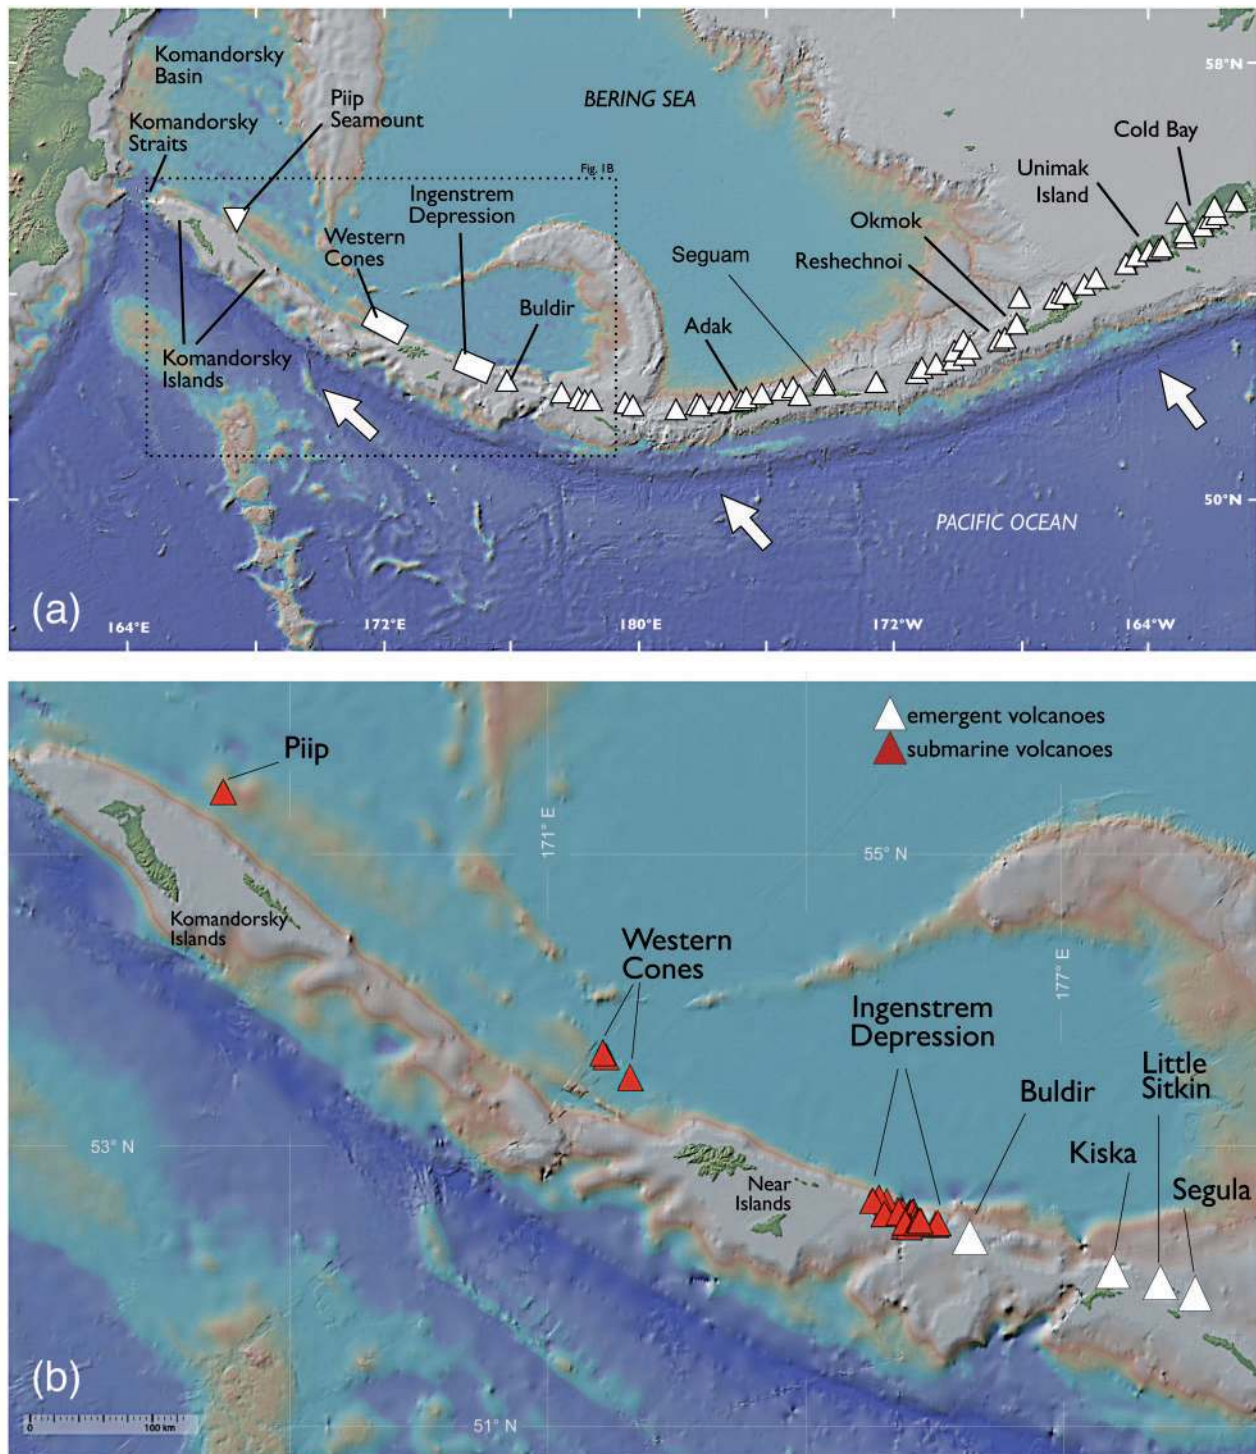 Komandorsky
Basin
Komandorsky
Straits
Piip
Seamount
BERING SEA
58°N
Cold Bay
Unimak
Island
Fig. 1B
Ingenstrem
Depression
Okmok
Western
Cones
Seguam
Reshechnoi
Buldir
Adak
Komandorsky
Islands
50°N
PACIFIC OCEAN
(a)
164°E
172°E
180°E
172°W
164°W
emergent volcanoes
submarine volcanoes
Piip
171° E
55° N
Komandorsky
Islands
Western
Cones
177° E
Ingenstrem
Depression
Little
Sitkin
Buldir
53° N
Kiska
Near
Islands
Segula
(b)
0
100 km
51° N